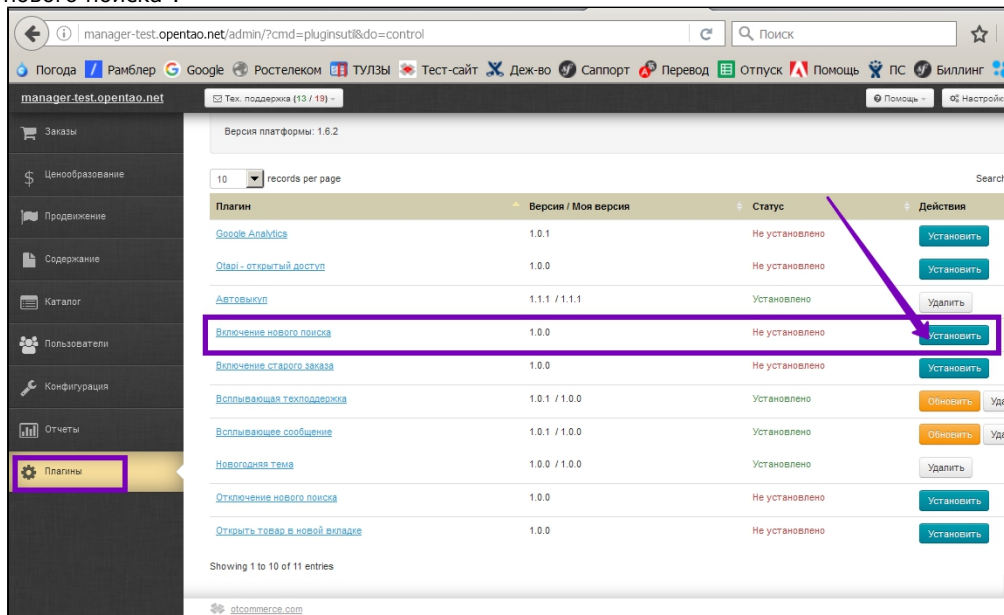 нового поиска".
manager-test.opentao.net/admin/?cmd=pluginsutil&do=control
Поиск
Погода Рамблер Google Ростелеком ТУЛЗЫ Тест-сайт Деж-во Саппорт Перевод Отпуск Помощь ПС Биллинг
manager-test.opentao.net Тех. поддержка (13 / 19) Помощь Настройк
Заказы Версия платформы: 1.6.2
Ценообразование 10 records per page Search
Продвижение Плагин Версия / Моя версия Статус Действия
Google Analytics 1.0.1 Не установлено Установить
Содержание Otapi - открытый доступ 1.0.0 Не установлено Установить
Каталог Автовыкуп 1.1.1 / 1.1.1 Установлено Удалить
Пользователи Включение нового поиска 1.0.0 Не установлено Установить
Включение старого заказа 1.0.0 Не установлено Установить
Конфигурация Всплывающая техподдержка 1.0.1 / 1.0.0 Установлено Обновить Уда
Отчеты Всплывающее сообщение 1.0.1 / 1.0.0 Установлено Обновить Уда
Плагины Новогодняя тема 1.0.0 / 1.0.0 Установлено Удалить
Отключение нового поиска 1.0.0 Не установлено Установить
Открыть товар в новой вкладке 1.0.0 Не установлено Установить
Showing 1 to 10 of 11 entries
otcommerce.com